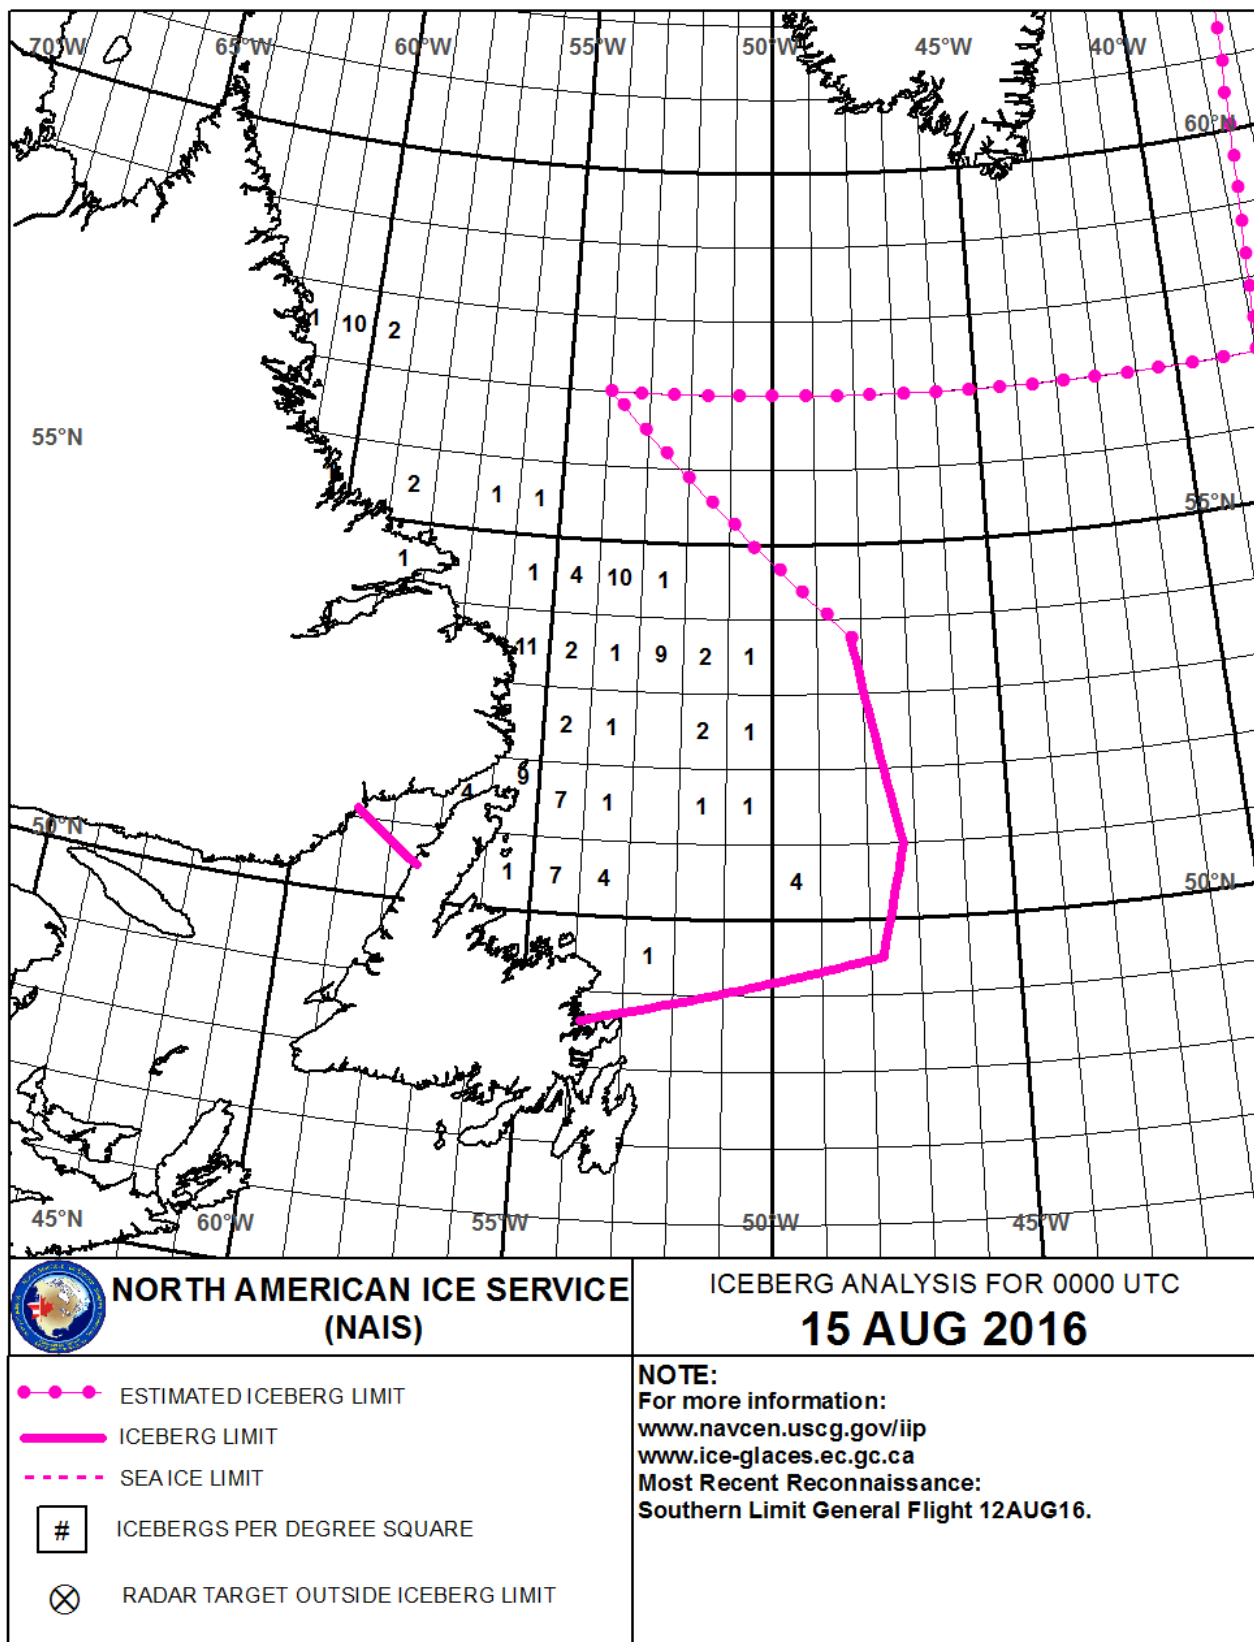 70°W 65°W 60°W 55°W 50°W 45°W 40°W
60°N
1 10 2
55°N
1 2 1 1
55°N
1 1 4 10 1
11 2 1 9 2 1
2 1 2 1
9
4 7 1 1 1
50°N
1 7 4 4
50°N
1
45°N 60°W 55°W 50°W 45°W
NORTH AMERICAN ICE SERVICE
(NAIS)
ICEBERG ANALYSIS FOR 0000 UTC
15 AUG 2016
ESTIMATED ICEBERG LIMIT
ICEBERG LIMIT
SEA ICE LIMIT
# ICEBERGS PER DEGREE SQUARE
RADAR TARGET OUTSIDE ICEBERG LIMIT
NOTE:
For more information:
www.navcen.uscg.gov/iip
www.ice-glaces.ec.gc.ca
Most Recent Reconnaissance:
Southern Limit General Flight 12AUG16.